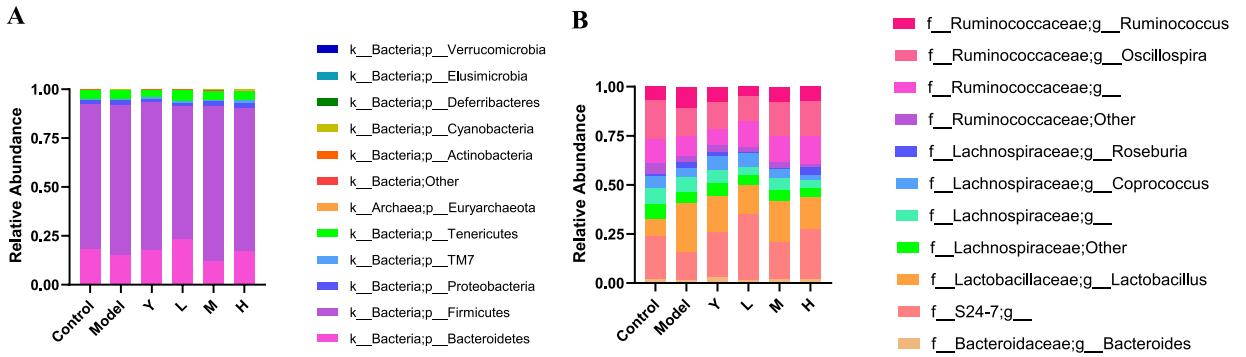 A
Relative Abundance
1.00
0.75
0.50
0.25
0.00
Control
Model
Y
L
M
H
k__Bacteria;p__Verrucomicrobia
k__Bacteria;p__Elusimicrobia
k__Bacteria;p__Deferribacteres
k__Bacteria;p__Cyanobacteria
k__Bacteria;p__Actinobacteria
k__Bacteria;Other
k__Archaea;p__Euryarchaeota
k__Bacteria;p__Tenericutes
k__Bacteria;p__TM7
k__Bacteria;p__Proteobacteria
k__Bacteria;p__Firmicutes
k__Bacteria;p__Bacteroidetes
B
Relative Abundance
1.00
0.75
0.50
0.25
0.00
Control
Model
Y
L
M
H
f__Ruminococcaceae;g__Ruminococcus
f__Ruminococcaceae;g__Oscillospira
f__Ruminococcaceae;g__
f__Ruminococcaceae;Other
f__Lachnospiraceae;g__Roseburia
f__Lachnospiraceae;g__Coprococcus
f__Lachnospiraceae;g__
f__Lachnospiraceae;Other
f__Lactobacillaceae;g__Lactobacillus
f__S24-7;g__
f__Bacteroidaceae;g__Bacteroides